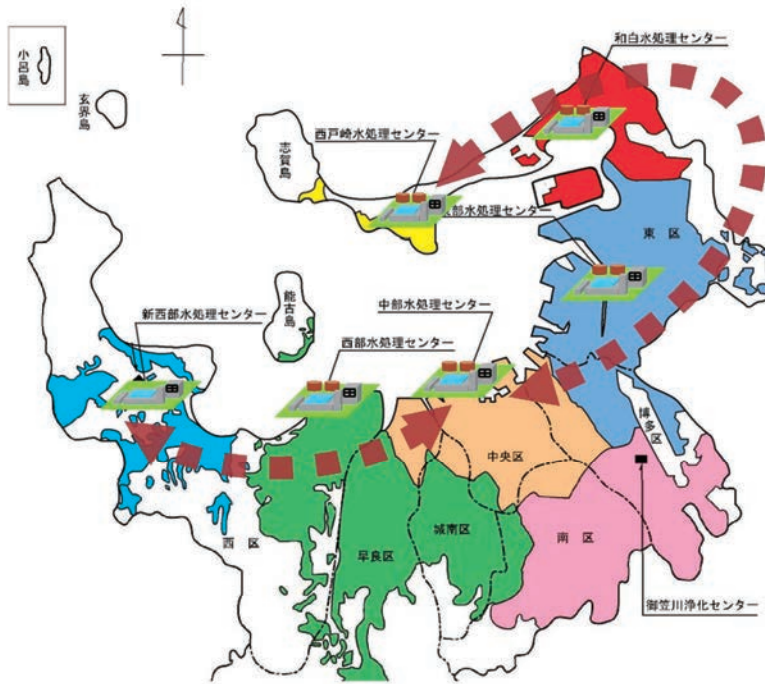 和白水処理センター
小呂島
玄界島
西戸崎水処理センター
志賀島
部水処理センター
東 区
能古島
新西部水処理センター
中部水処理センター
西部水処理センター
博多区
中央区
城南区
西 区
早良区
南 区
御笠川浄化センター